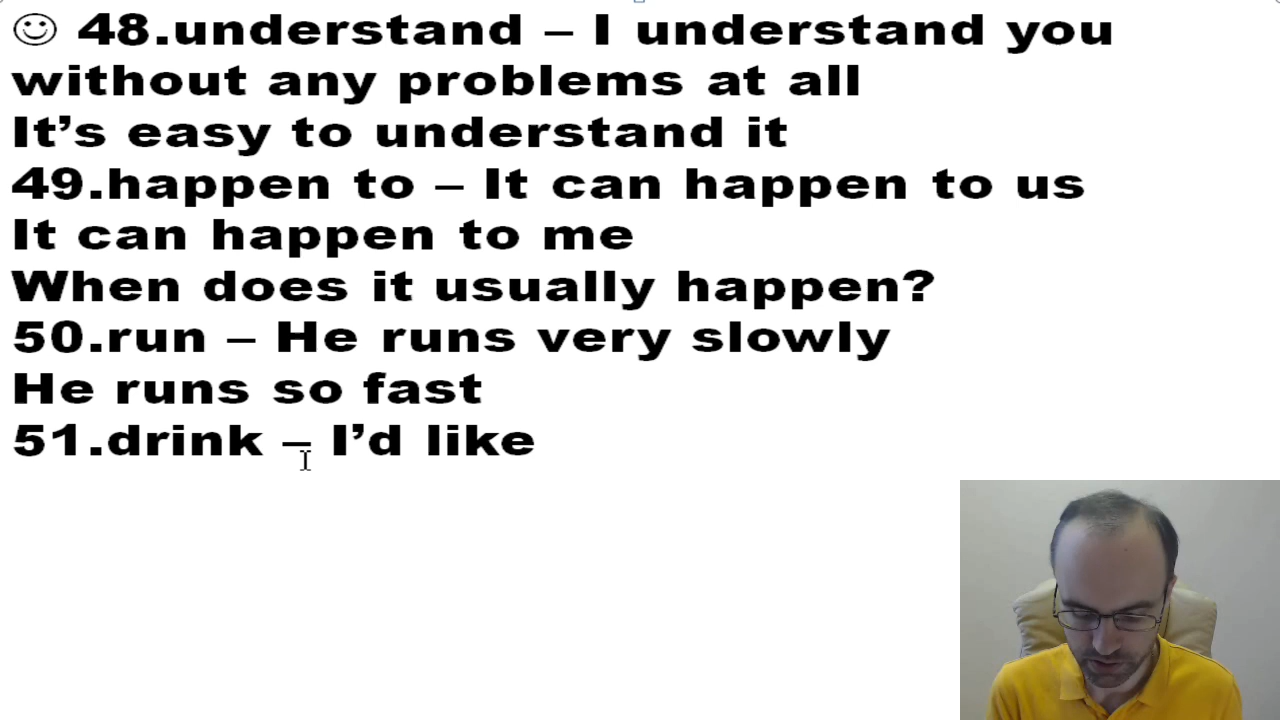 ☺ 48.understand – I understand you
without any problems at all
It’s easy to understand it
49.happen to – It can happen to us
It can happen to me
When does it usually happen?
50.run – He runs very slowly
He runs so fast
51.drink – I’d like